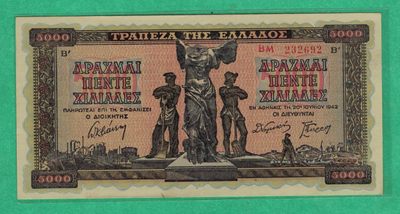 5000 ΤΡΑΠΕΖΑ ΤΗΣ ΕΛΛΑΔΟΣ 5000
Β' ΒΜ 232692 Β'
ΔΡΑΧΜΑΙ
ΠΕΝΤΕ
ΧΙΛΙΑΔΕΣ
ΠΛΗΡΩΤΕΑΙ ΕΠΙ ΤΗ ΕΜΦΑΝΙΣΕΙ
Ο ΔΙΟΙΚΗΤΗΣ
ΔΡΑΧΜΑΙ
ΠΕΝΤΕ
ΧΙΛΙΑΔΕΣ
ΕΝ ΑΘΗΝΑΙΣ ΤΗ 20ῌ ΙΟΥΝΙΟΥ 1942
ΟΙ ΔΙΕΥΘΥΝΤΑΙ
5000 5000